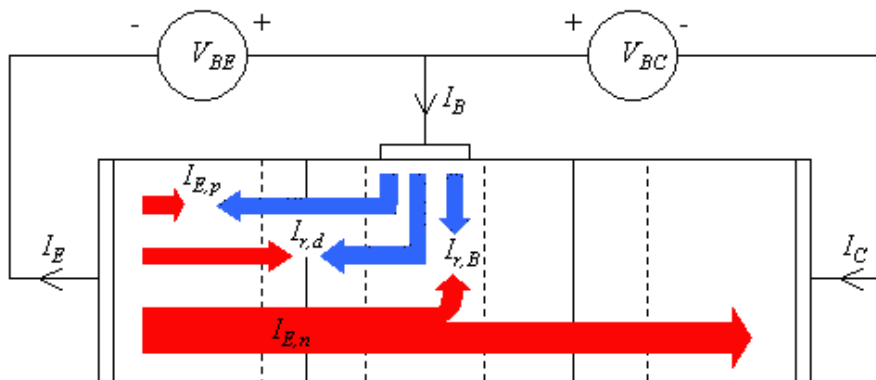 - V_BE + + V_BC -
I_B
I_E,p
I_E I_r,d I_r,B I_C
I_E,n